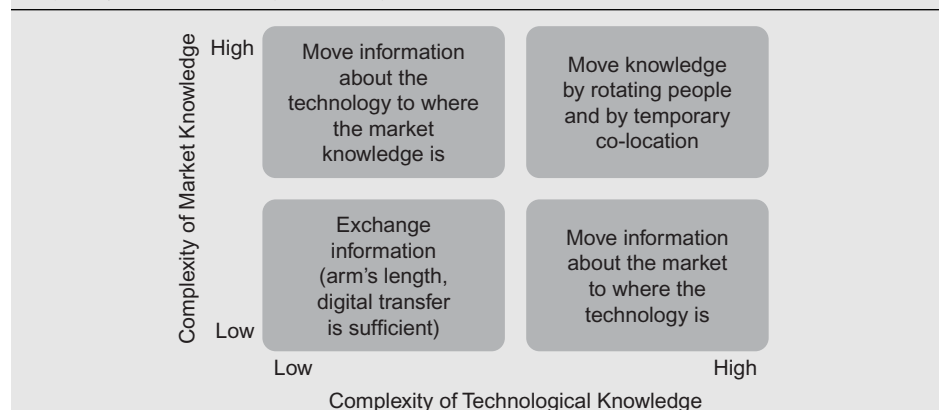 Complexity of Market Knowledge
High
Move information
about the
technology to where
the market
knowledge is
Move knowledge
by rotating people
and by temporary
co-location
Low
Exchange
information
(arm's length,
digital transfer
is sufficient)
Move information
about the market
to where the
technology is
Low
High
Complexity of Technological Knowledge